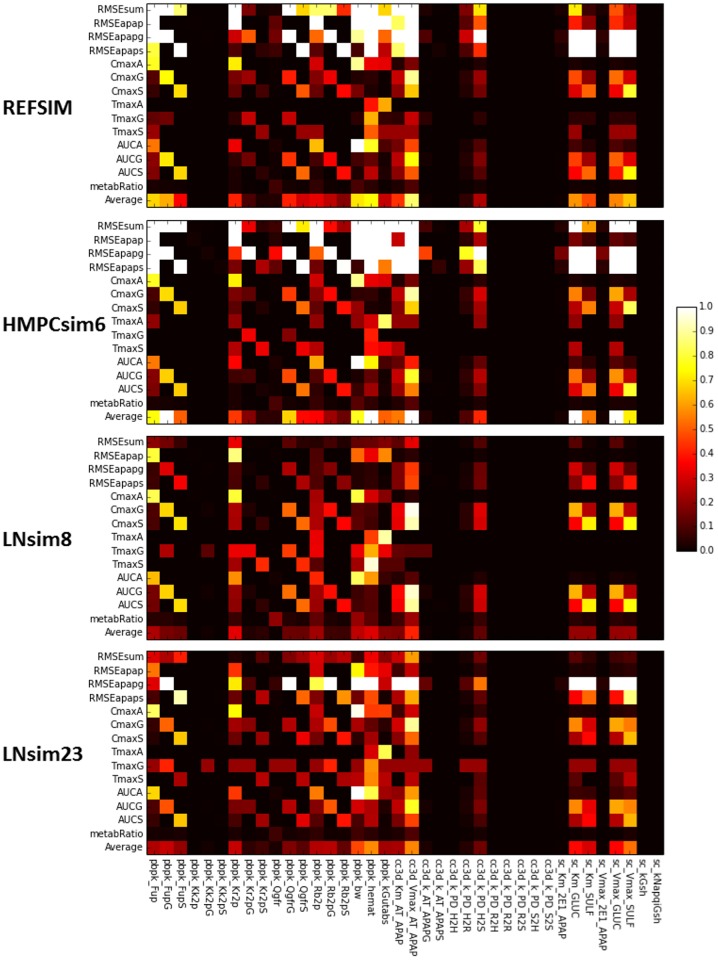 REFSIM
RMSEsum
RMSEapap
RMSEapapg
RMSEapaps
CmaxA
CmaxG
CmaxS
TmaxA
TmaxG
TmaxS
AUCA
AUCG
AUCS
metabRatio
Average
HMPCsim6
RMSEsum
RMSEapap
RMSEapapg
RMSEapaps
CmaxA
CmaxG
CmaxS
TmaxA
TmaxG
TmaxS
AUCA
AUCG
AUCS
metabRatio
Average
LNsim8
RMSEsum
RMSEapap
RMSEapapg
RMSEapaps
CmaxA
CmaxG
CmaxS
TmaxA
TmaxG
TmaxS
AUCA
AUCG
AUCS
metabRatio
Average
LNsim23
RMSEsum
RMSEapap
RMSEapapg
RMSEapaps
CmaxA
CmaxG
CmaxS
TmaxA
TmaxG
TmaxS
AUCA
AUCG
AUCS
metabRatio
Average
pbpk_Fup
pbpk_FupG
pbpk_FupS
pbpk_Kk2p
pbpk_Kk2pG
pbpk_Kk2pS
pbpk_Kr2p
pbpk_Kr2pG
pbpk_Kr2pS
pbpk_Qgfr
pbpk_QgfrG
pbpk_QgfrS
pbpk_Rb2p
pbpk_Rb2pG
pbpk_Rb2pS
pbpk_bw
pbpk_hemat
pbpk_kGutabs
cc3d_Km_AT_APAP
cc3d_Vmax_AT_APAP
cc3d_k_AT_APAPG
cc3d_k_AT_APAPS
cc3d_k_PD_H2H
cc3d_k_PD_H2R
cc3d_k_PD_H2S
cc3d_k_PD_R2H
cc3d_k_PD_R2R
cc3d_k_PD_R2S
cc3d_k_PD_S2H
cc3d_k_PD_S2S
sc_Km_2E1_APAP
sc_Km_GLUC
sc_Km_SULF
sc_Vmax_2E1_APAP
sc_Vmax_GLUC
sc_Vmax_SULF
sc_kGsh
sc_kNapqiGsh
1.0
0.9
0.8
0.7
0.6
0.5
0.4
0.3
0.2
0.1
0.0